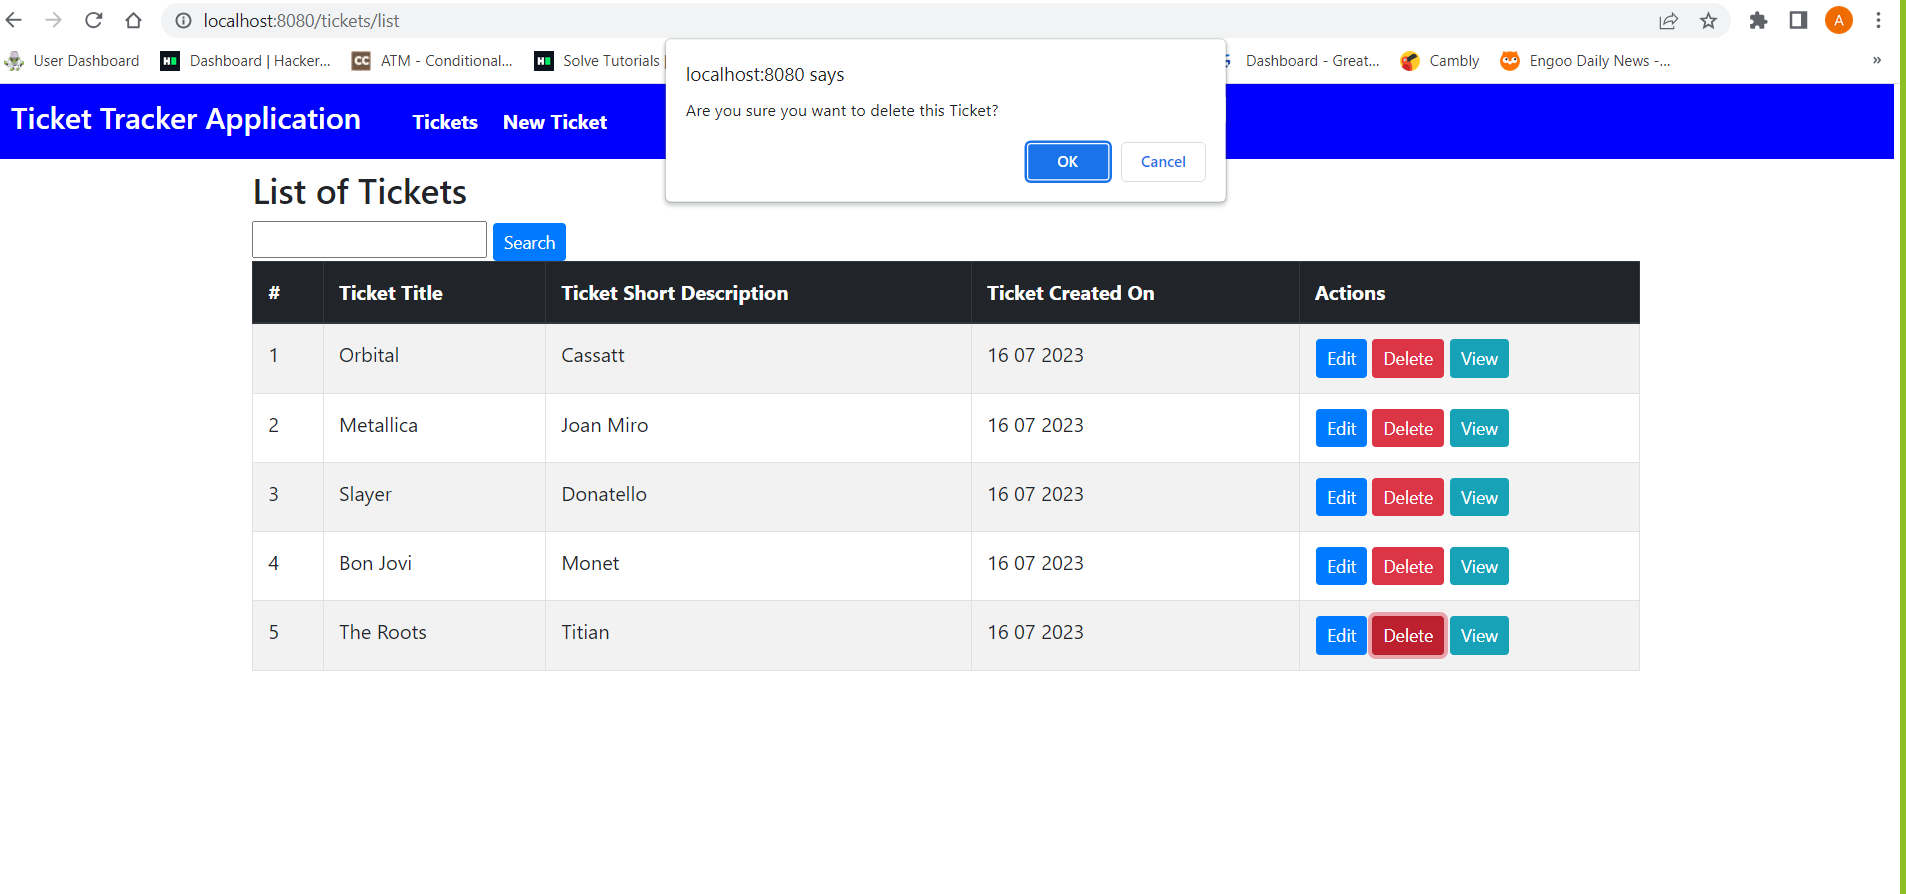 localhost:8080/tickets/list
A
User Dashboard
Dashboard | Hacker...
CC ATM - Conditional...
Solve Tutorials |
Dashboard - Great...
Cambly
Engoo Daily News -...
»
localhost:8080 says
Are you sure you want to delete this Ticket?
OK Cancel
Ticket Tracker Application Tickets New Ticket
List of Tickets
Search
# Ticket Title Ticket Short Description Ticket Created On Actions
1 Orbital Cassatt 16 07 2023 Edit Delete View
2 Metallica Joan Miro 16 07 2023 Edit Delete View
3 Slayer Donatello 16 07 2023 Edit Delete View
4 Bon Jovi Monet 16 07 2023 Edit Delete View
5 The Roots Titian 16 07 2023 Edit Delete View